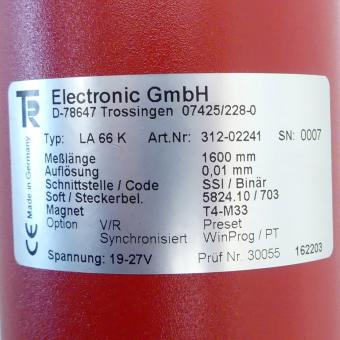 TR Electronic GmbH
D-78647 Trossingen 07425/228-0
Typ: LA 66 K Art.Nr: 312-02241 SN: 0007
Meßlänge 1600 mm
Auflösung 0,01 mm
Schnittstelle / Code SSI / Binär
Soft / Steckerbel. 5824.10 / 703
Magnet T4-M33
Option V/R Preset
Synchronisiert WinProg / PT
Spannung: 19-27V Prüf Nr. 30055 162203
Made in Germany
CE